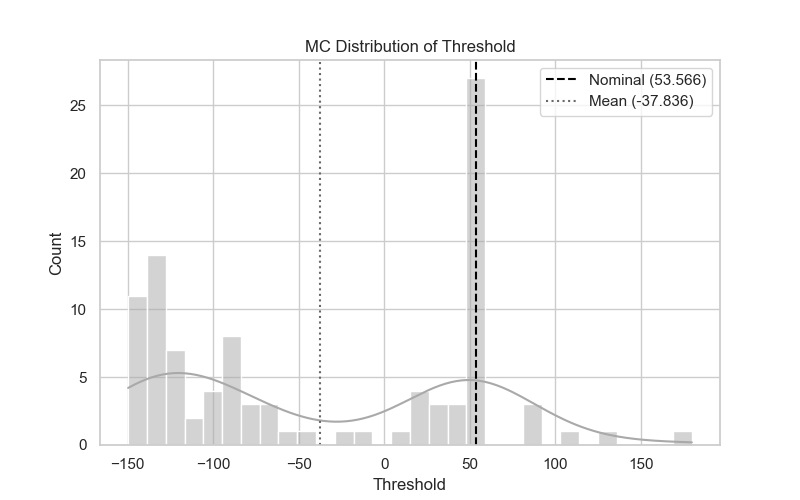 MC Distribution of Threshold
Nominal (53.566)
Mean (-37.836)
Count
25
20
15
10
5
0
−150
−100
−50
0
50
100
150
Threshold